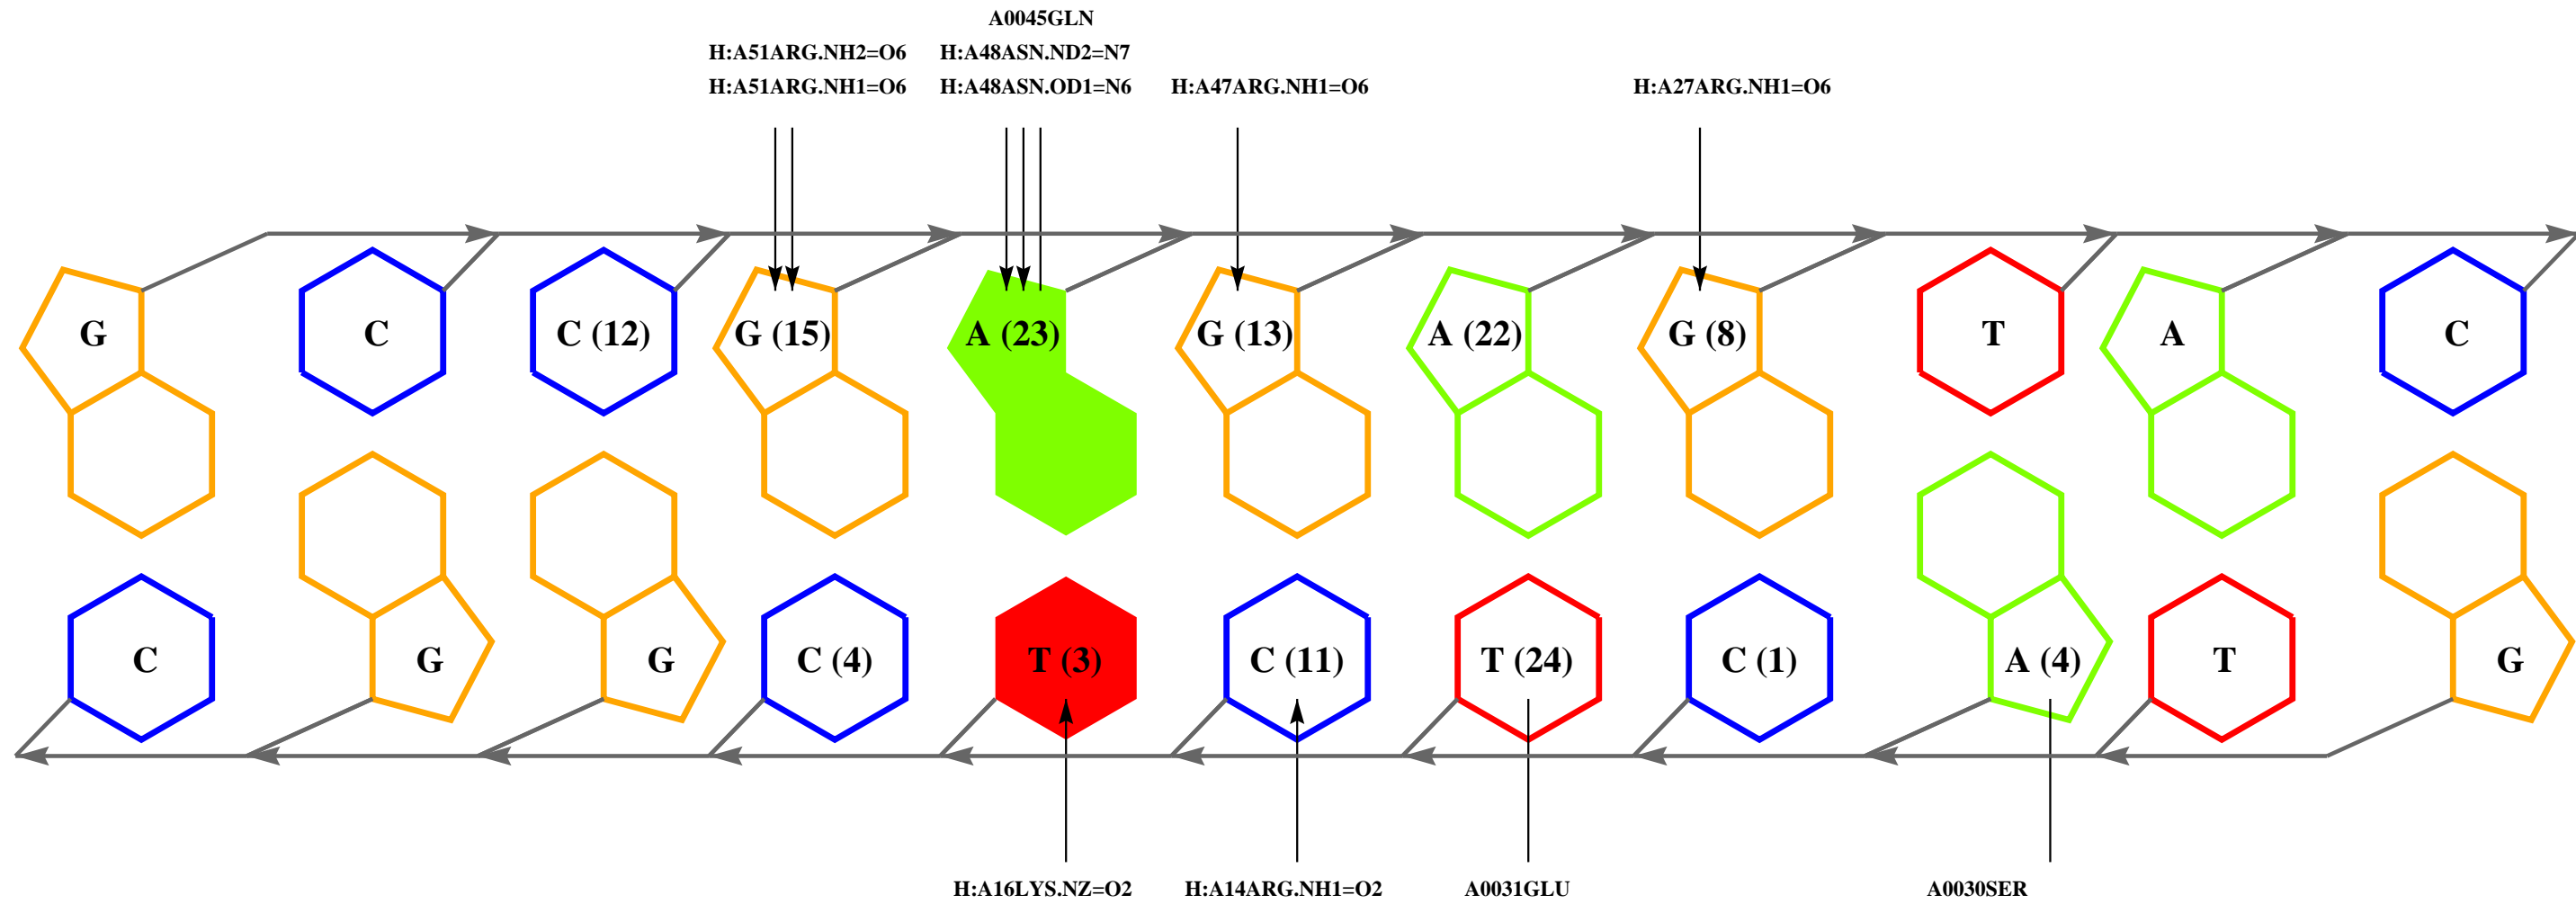 A0045GLN
H:A51ARG.NH2=O6 H:A48ASN.ND2=N7
H:A51ARG.NH1=O6 H:A48ASN.OD1=N6 H:A47ARG.NH1=O6 H:A27ARG.NH1=O6
G C C (12) G (15) A (23) G (13) A (22) G (8) T A C
C G G C (4) T (3) C (11) T (24) C (1) A (4) T G
H:A16LYS.NZ=O2 H:A14ARG.NH1=O2 A0031GLU A0030SER